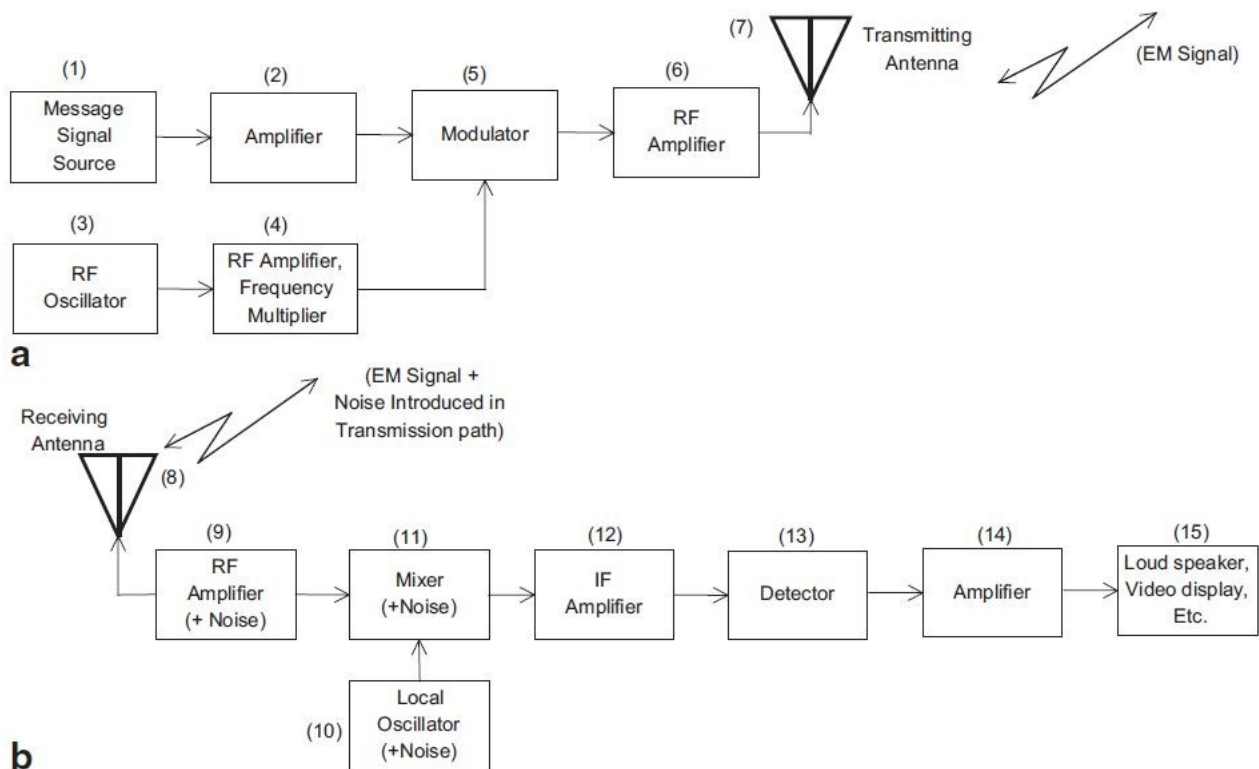 (1)
Message
Signal
Source
(2)
Amplifier
(5)
Modulator
(6)
RF
Amplifier
(7)
Transmitting
Antenna
(EM Signal)
(3)
RF
Oscillator
(4)
RF Amplifier,
Frequency
Multiplier
a
Receiving
Antenna
(8)
(EM Signal +
Noise Introduced in
Transmission path)
(9)
RF
Amplifier
(+ Noise)
(11)
Mixer
(+Noise)
(12)
IF
Amplifier
(13)
Detector
(14)
Amplifier
(15)
Loud speaker,
Video display,
Etc.
(10)
Local
Oscillator
(+Noise)
b